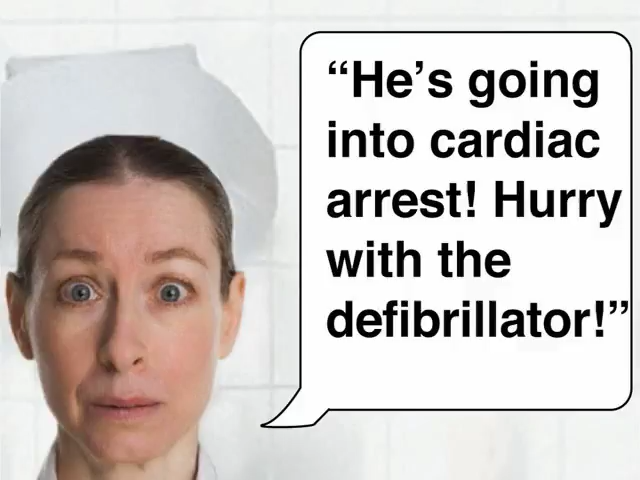 “He’s going
into cardiac
arrest! Hurry
with the
defibrillator!”